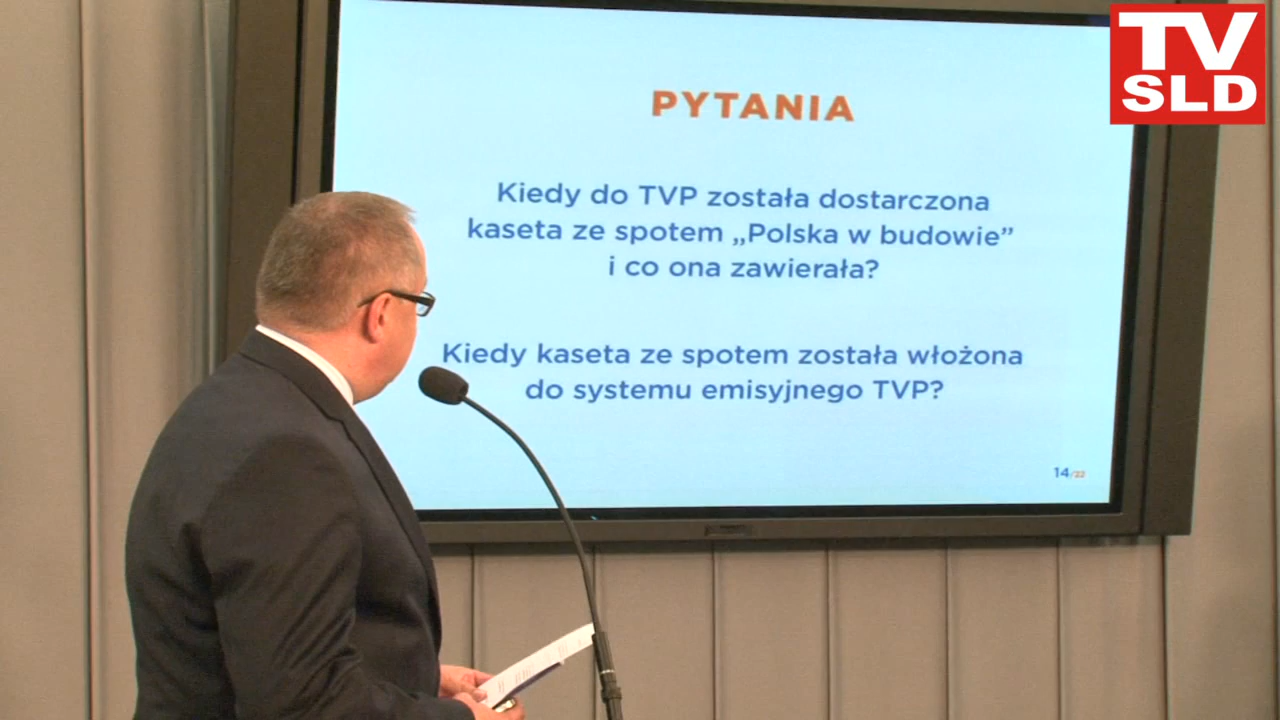 TV
SLD
PYTANIA
Kiedy do TVP została dostarczona
kaseta ze spotem „Polska w budowie”
i co ona zawierała?
Kiedy kaseta ze spotem została włożona
do systemu emisyjnego TVP?
14/22